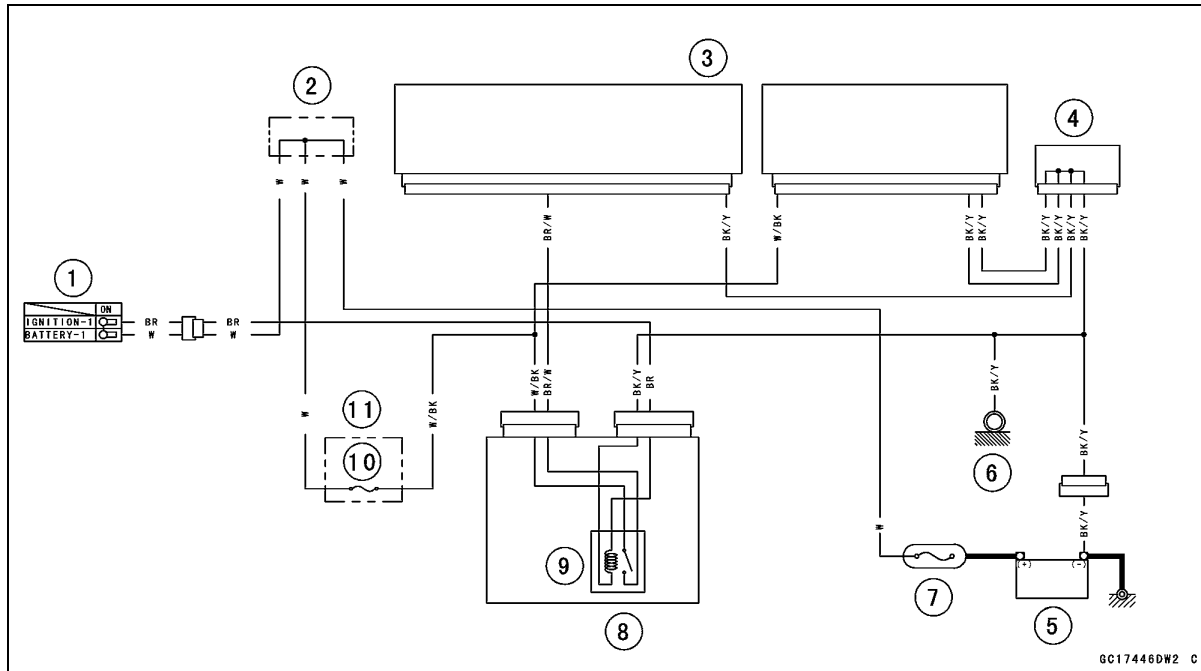 3
2
4
W
W
W
BR/W
BK/Y
W/BK
BK/Y
BK/Y
BK/Y
BK/Y
BK/Y
BK/Y
1
ON
IGNITION-1
BR
BR
BATTERY-1
W
W
W/BK
BR/W
BK/Y
BR
BK/Y
W
11
W/BK
10
6
BK/Y
9
W
BK/Y
(+)
(-)
7
8
5
GC17446DW2 C